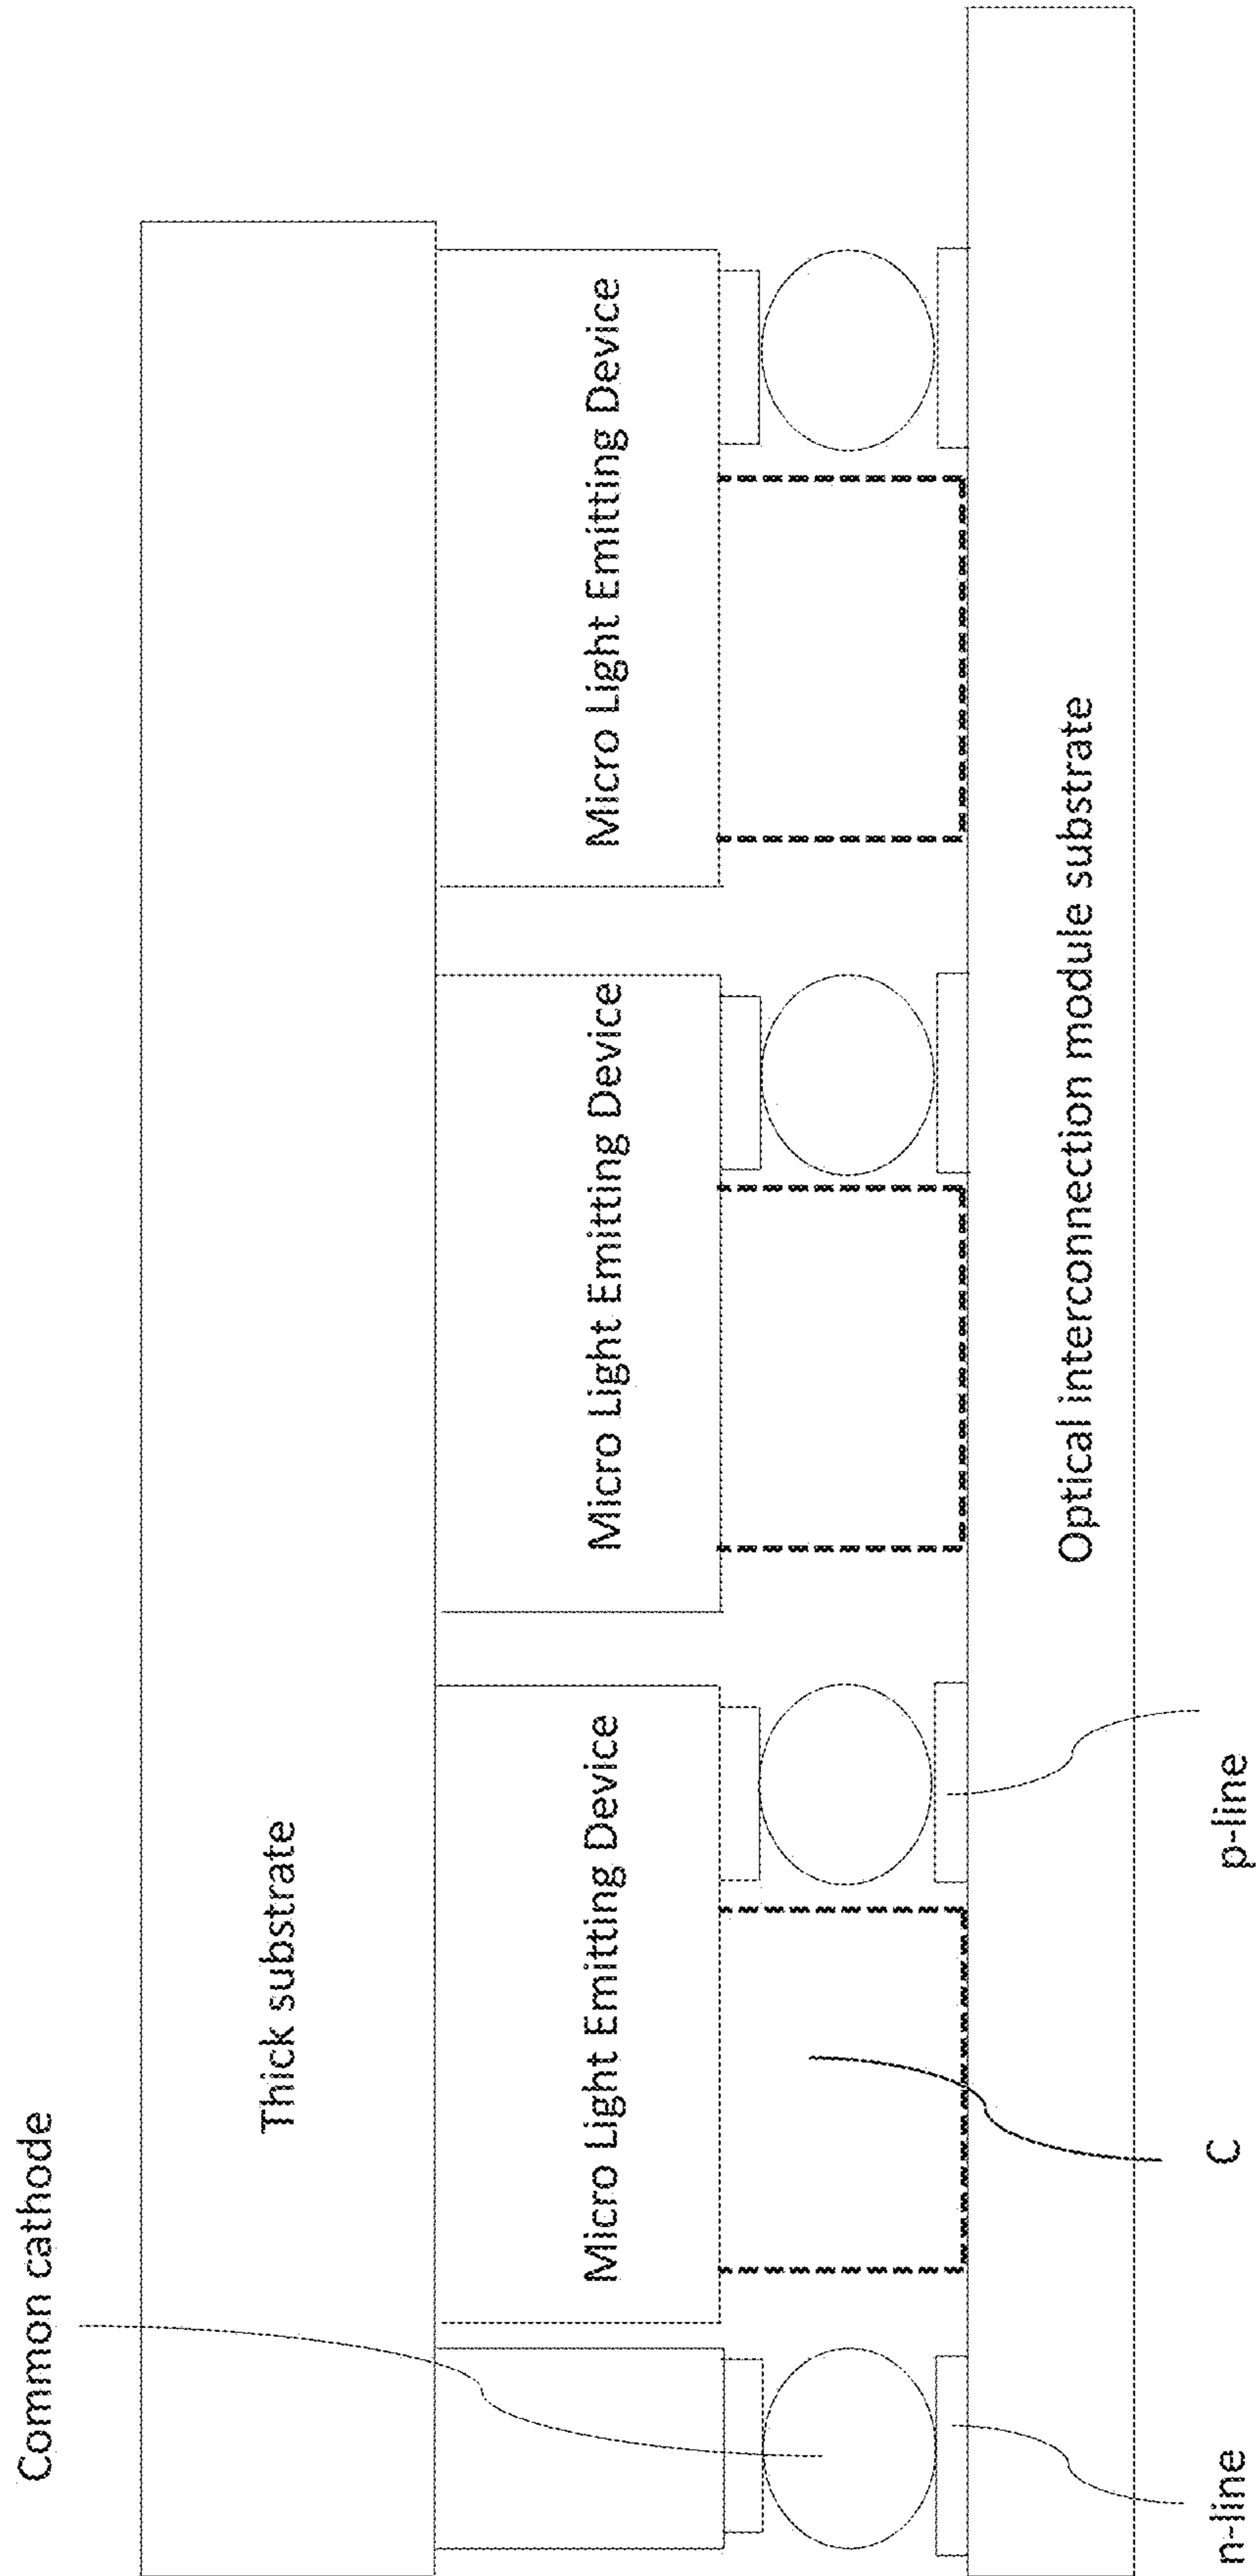 Common cathode
Thick substrate
Micro Light Emitting Device
Micro Light Emitting Device
Micro Light Emitting Device
Optical interconnection module substrate
n-line
C
p-line